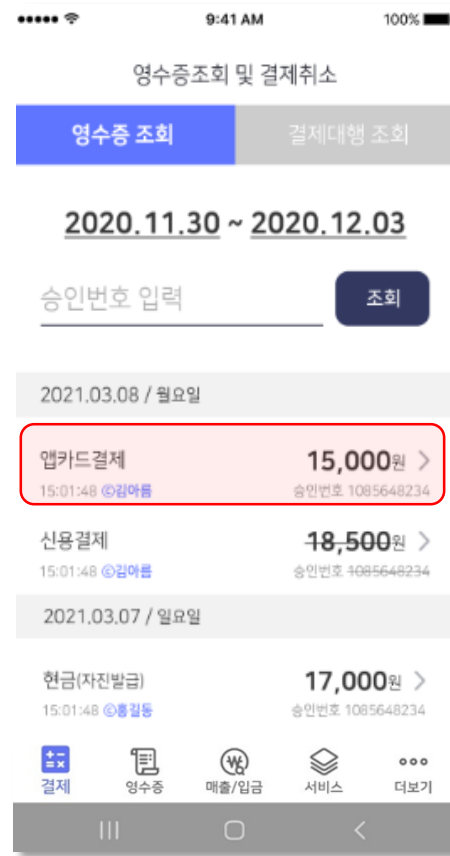 9:41 AM 100%
영수증조회 및 결제취소
영수증 조회 결제대행 조회
2020.11.30 ~ 2020.12.03
승인번호 입력 조회
2021.03.08 / 월요일
앱카드결제 15,000원
15:01:48 ⓒ김아름 승인번호 1085648234
신용결제 18,500원
15:01:48 ⓒ김아름 승인번호 1085648234
2021.03.07 / 일요일
현금(자진발급) 17,000원
15:01:48 ⓒ홍길동 승인번호 1085648234
결제 영수증 매출/입금 서비스 더보기